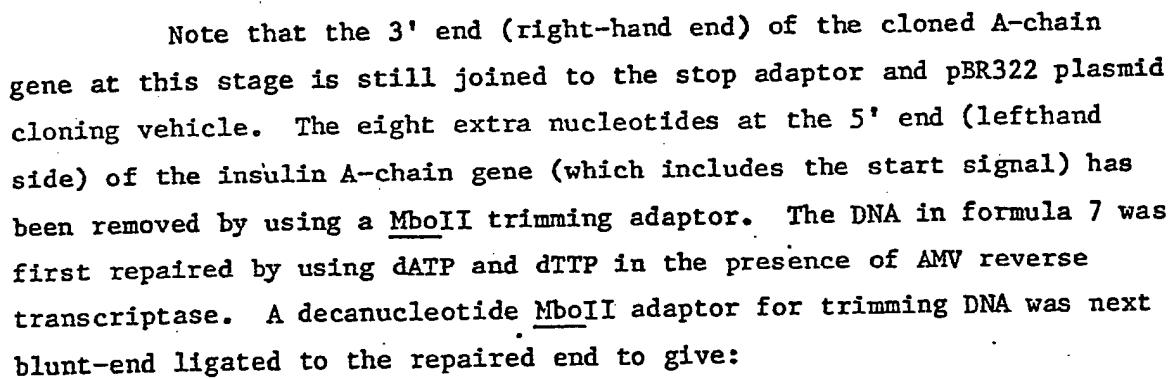 Note that the 3' end (right-hand end) of the cloned A-chain
gene at this stage is still joined to the stop adaptor and pBR322 plasmid
cloning vehicle. The eight extra nucleotides at the 5' end (lefthand
side) of the insulin A-chain gene (which includes the start signal) has
been removed by using a MboII trimming adaptor. The DNA in formula 7 was
first repaired by using dATP and dTTP in the presence of AMV reverse
transcriptase. A decanucleotide MboII adaptor for trimming DNA was next
blunt-end ligated to the repaired end to give: